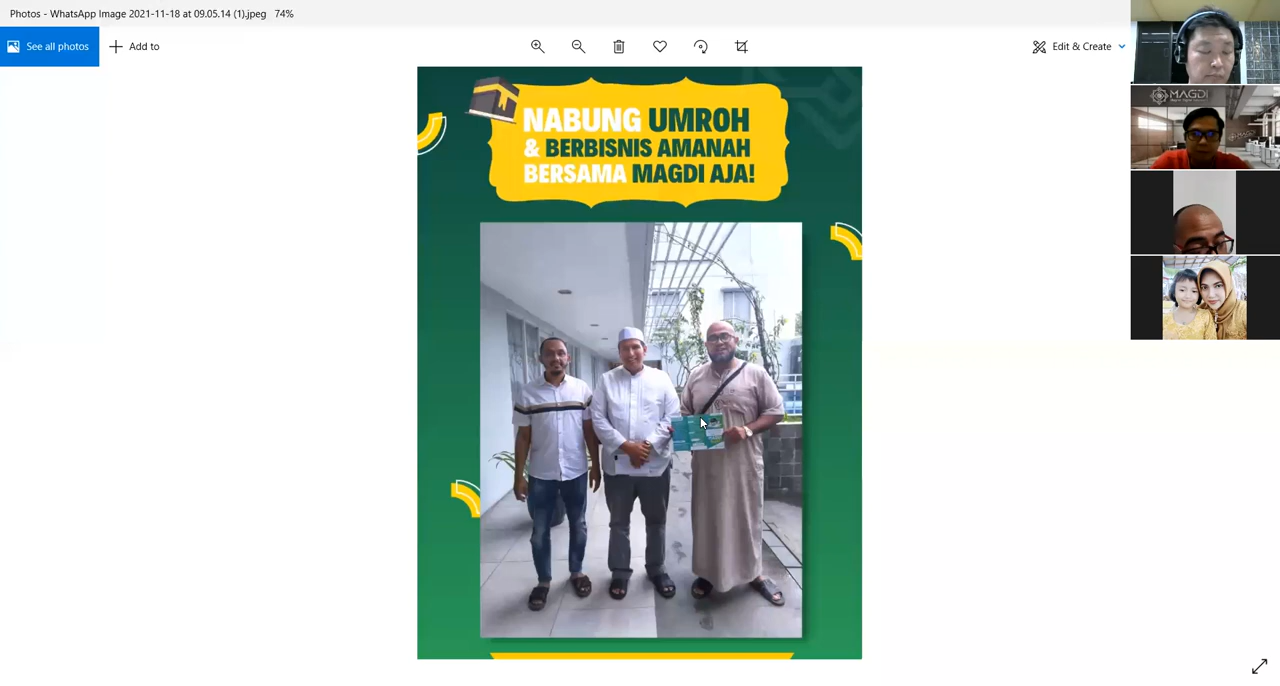 Photos - WhatsApp Image 2021-11-18 at 09.05.14 (1).jpeg 74%
See all photos
Add to
Edit & Create
NABUNG UMROH
& BERBISNIS AMANAH
BERSAMA MAGDI AJA!
MAGDI